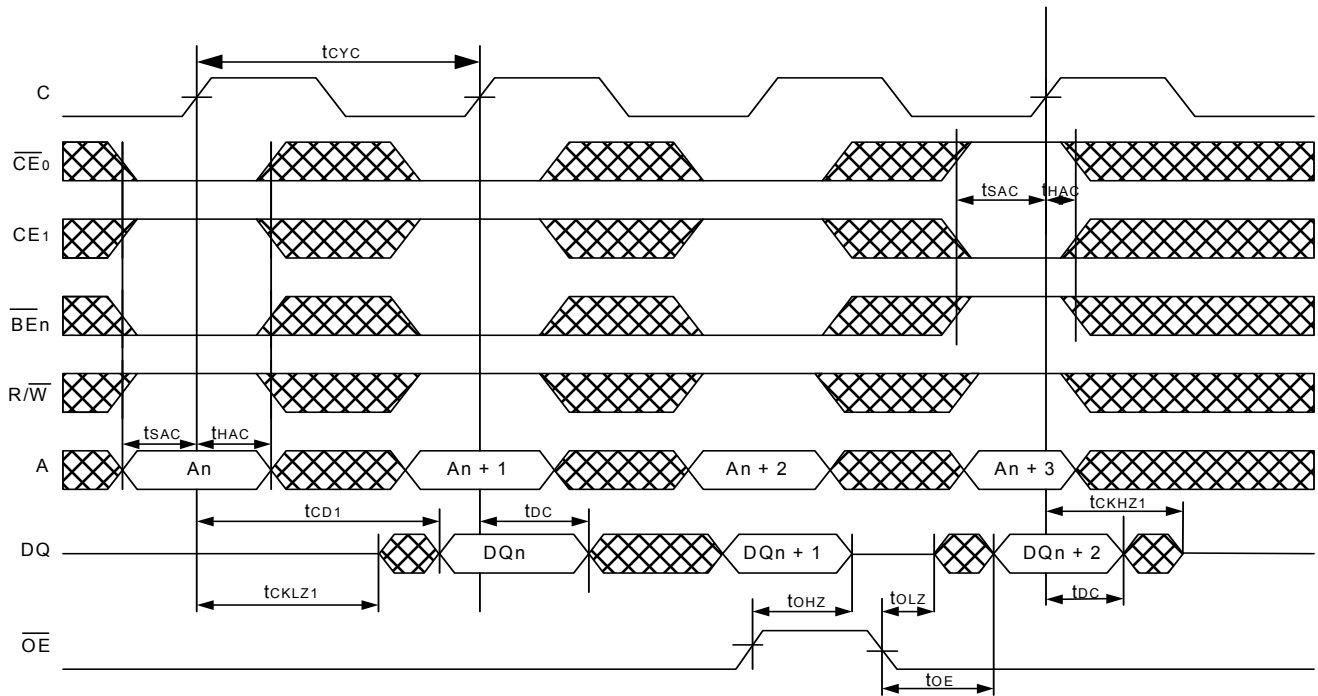 tCYC
C
CE0
tSAC tHAC
CE1
BEn
R/W
tSAC tHAC
A An An + 1 An + 2 An + 3
tCD1 tDC tCKHZ1
DQ DQn DQn + 1 DQn + 2
tCKLZ1 tOHZ tOLZ tDC
OE
tOE